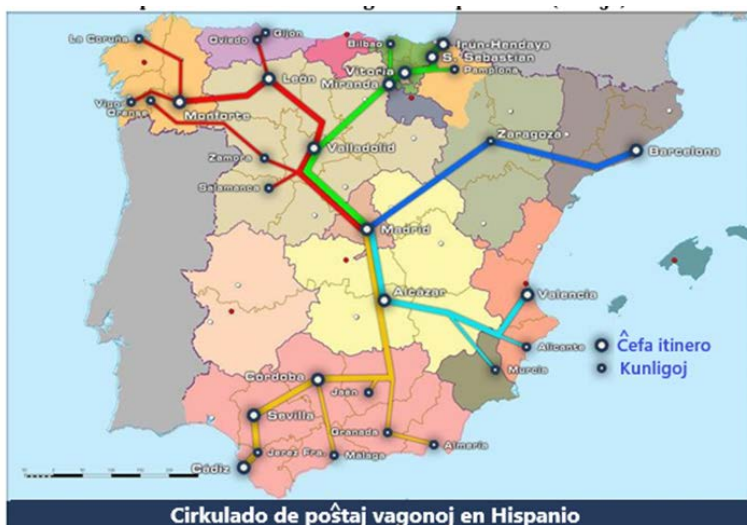 La Coruña
Gijón
Oviedo
Bilbao
Irún-Hendaya
S. Sebastián
Vitoria
Pamplona
León
Miranda
Vigo
Orense
Monforte
Zaragoza
Barcelona
Valladolid
Zamora
Salamanca
Madrid
Alcázar
Valencia
Ĉefa itinero
Alicante
Kunligoj
Murcia
Córdoba
Jaén
Sevilla
Granada
Almería
Jerez Fra.
Málaga
Cádiz
Cirkulado de poŝtaj vagonoj en Hispanio